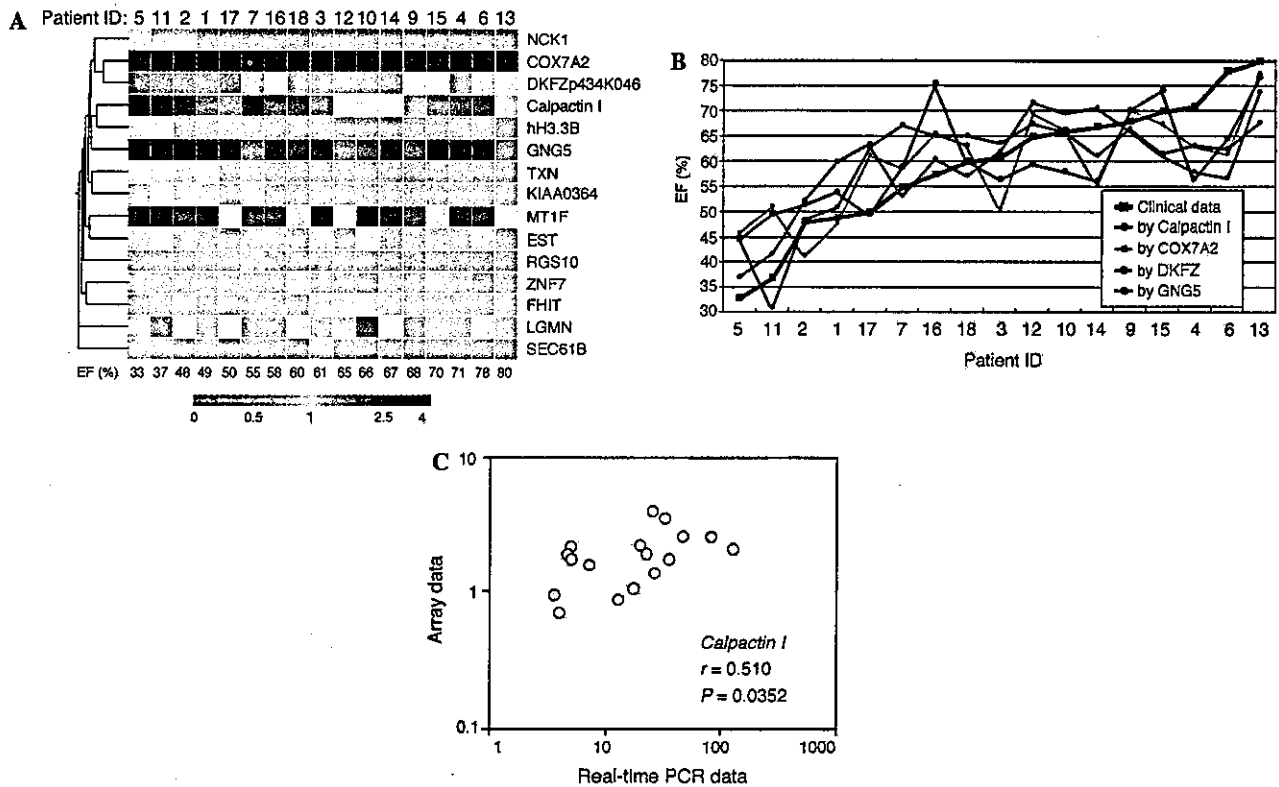 A
Patient ID: 5 11 2 1 17 7 16 18 3 12 10 14 9 15 4 6 13
NCK1
COX7A2
DKFZp434K046
Calpactin I
hH3.3B
GNG5
TXN
KIAA0364
MT1F
EST
RGS10
ZNF7
FHIT
LGMN
SEC61B
EF (%) 33 37 48 49 50 55 58 60 61 65 66 67 68 70 71 78 80
0 0.5 1 2.5 4
B
80
75
70
65
60
55
50
45
40
35
30
EF (%)
Clinical data
by Calpactin I
by COX7A2
by DKFZ
by GNG5
5 11 2 1 17 7 16 18 3 12 10 14 9 15 4 6 13
Patient ID
C
10
1
0.1
Array data
Calpactin I
r = 0.510
P = 0.0352
1 10 100 1000
Real-time PCR data